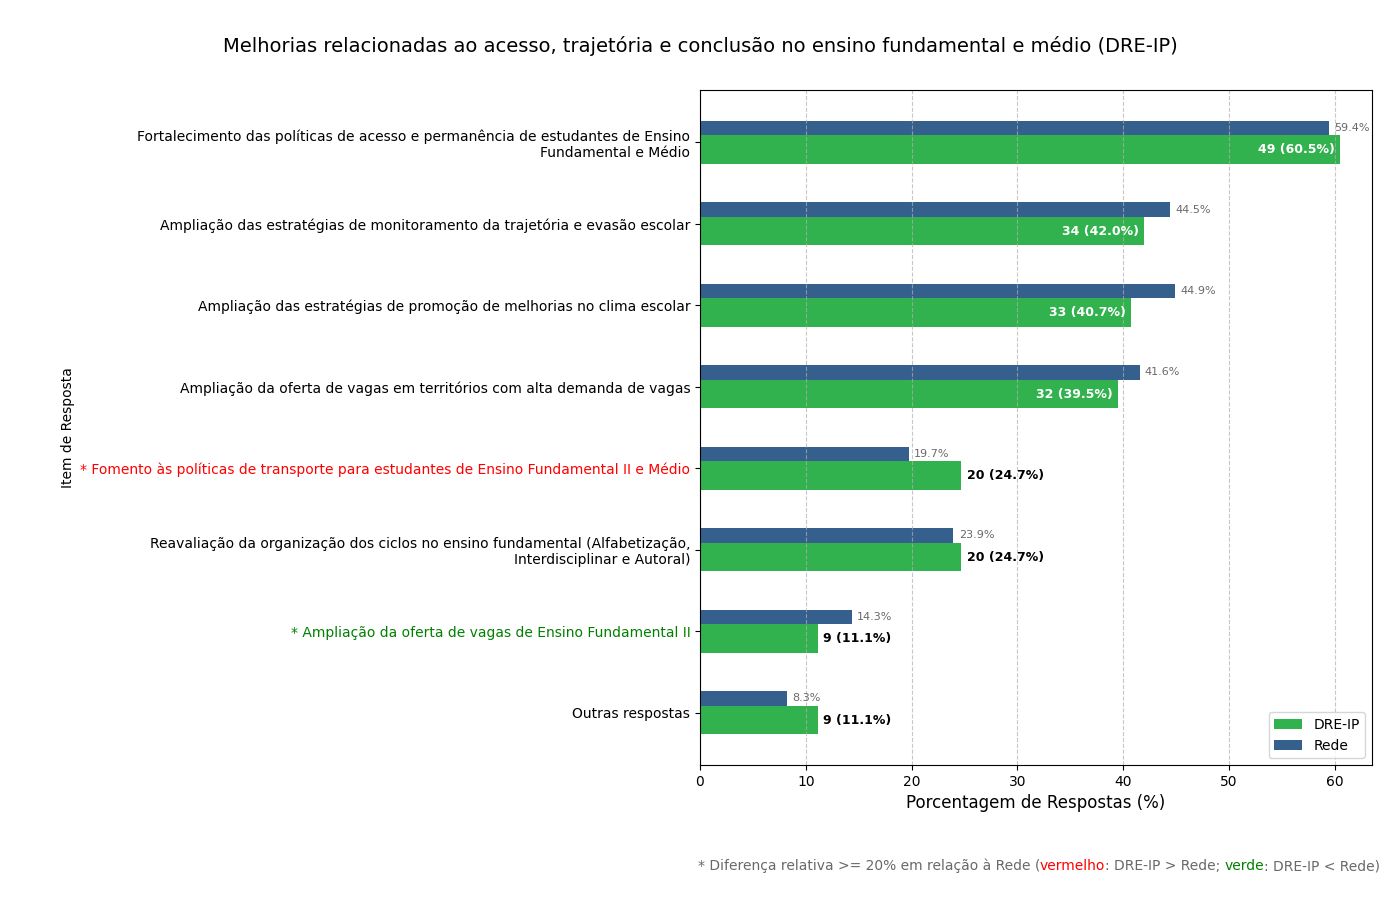 Melhorias relacionadas ao acesso, trajetória e conclusão no ensino fundamental e médio (DRE-IP)
Fortalecimento das políticas de acesso e permanência de estudantes de Ensino
Fundamental e Médio
59.4%
49 (60.5%)
Ampliação das estratégias de monitoramento da trajetória e evasão escolar
44.5%
34 (42.0%)
Ampliação das estratégias de promoção de melhorias no clima escolar
44.9%
33 (40.7%)
Ampliação da oferta de vagas em territórios com alta demanda de vagas
41.6%
32 (39.5%)
Item de Resposta
* Fomento às políticas de transporte para estudantes de Ensino Fundamental II e Médio
19.7%
20 (24.7%)
Reavaliação da organização dos ciclos no ensino fundamental (Alfabetização,
Interdisciplinar e Autoral)
23.9%
20 (24.7%)
* Ampliação da oferta de vagas de Ensino Fundamental II
14.3%
9 (11.1%)
Outras respostas
8.3%
9 (11.1%)
DRE-IP
Rede
0 10 20 30 40 50 60
Porcentagem de Respostas (%)
* Diferença relativa >= 20% em relação à Rede (vermelho: DRE-IP > Rede; verde: DRE-IP < Rede)